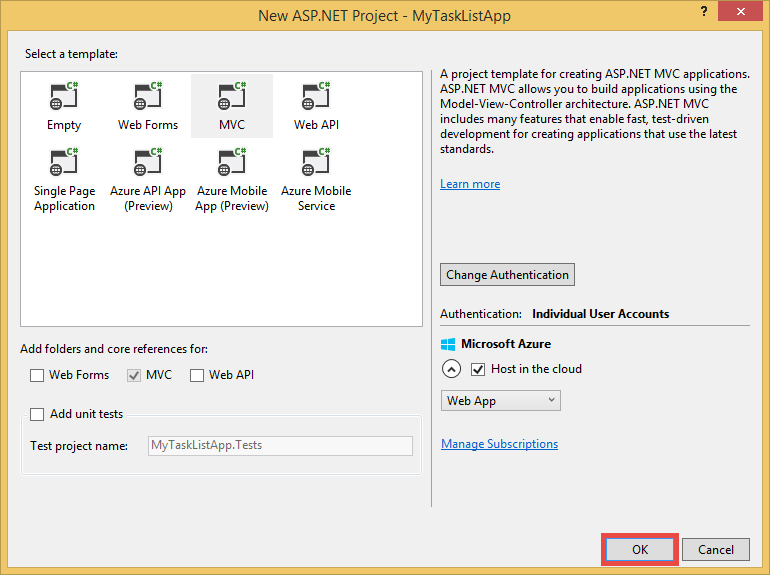 New ASP.NET Project - MyTaskListApp
?
Select a template:
C#
C#
C#
C#
Empty
Web Forms
MVC
Web API
C#
C#
C#
C#
Single Page
Application
Azure API App
(Preview)
Azure Mobile
App (Preview)
Azure Mobile
Service
A project template for creating ASP.NET MVC applications.
ASP.NET MVC allows you to build applications using the
Model-View-Controller architecture. ASP.NET MVC
includes many features that enable fast, test-driven
development for creating applications that use the latest
standards.
Learn more
Change Authentication
Authentication: Individual User Accounts
Microsoft Azure
Host in the cloud
Web App
Manage Subscriptions
Add folders and core references for:
Web Forms
MVC
Web API
Add unit tests
Test project name:
MyTaskListApp.Tests
OK
Cancel